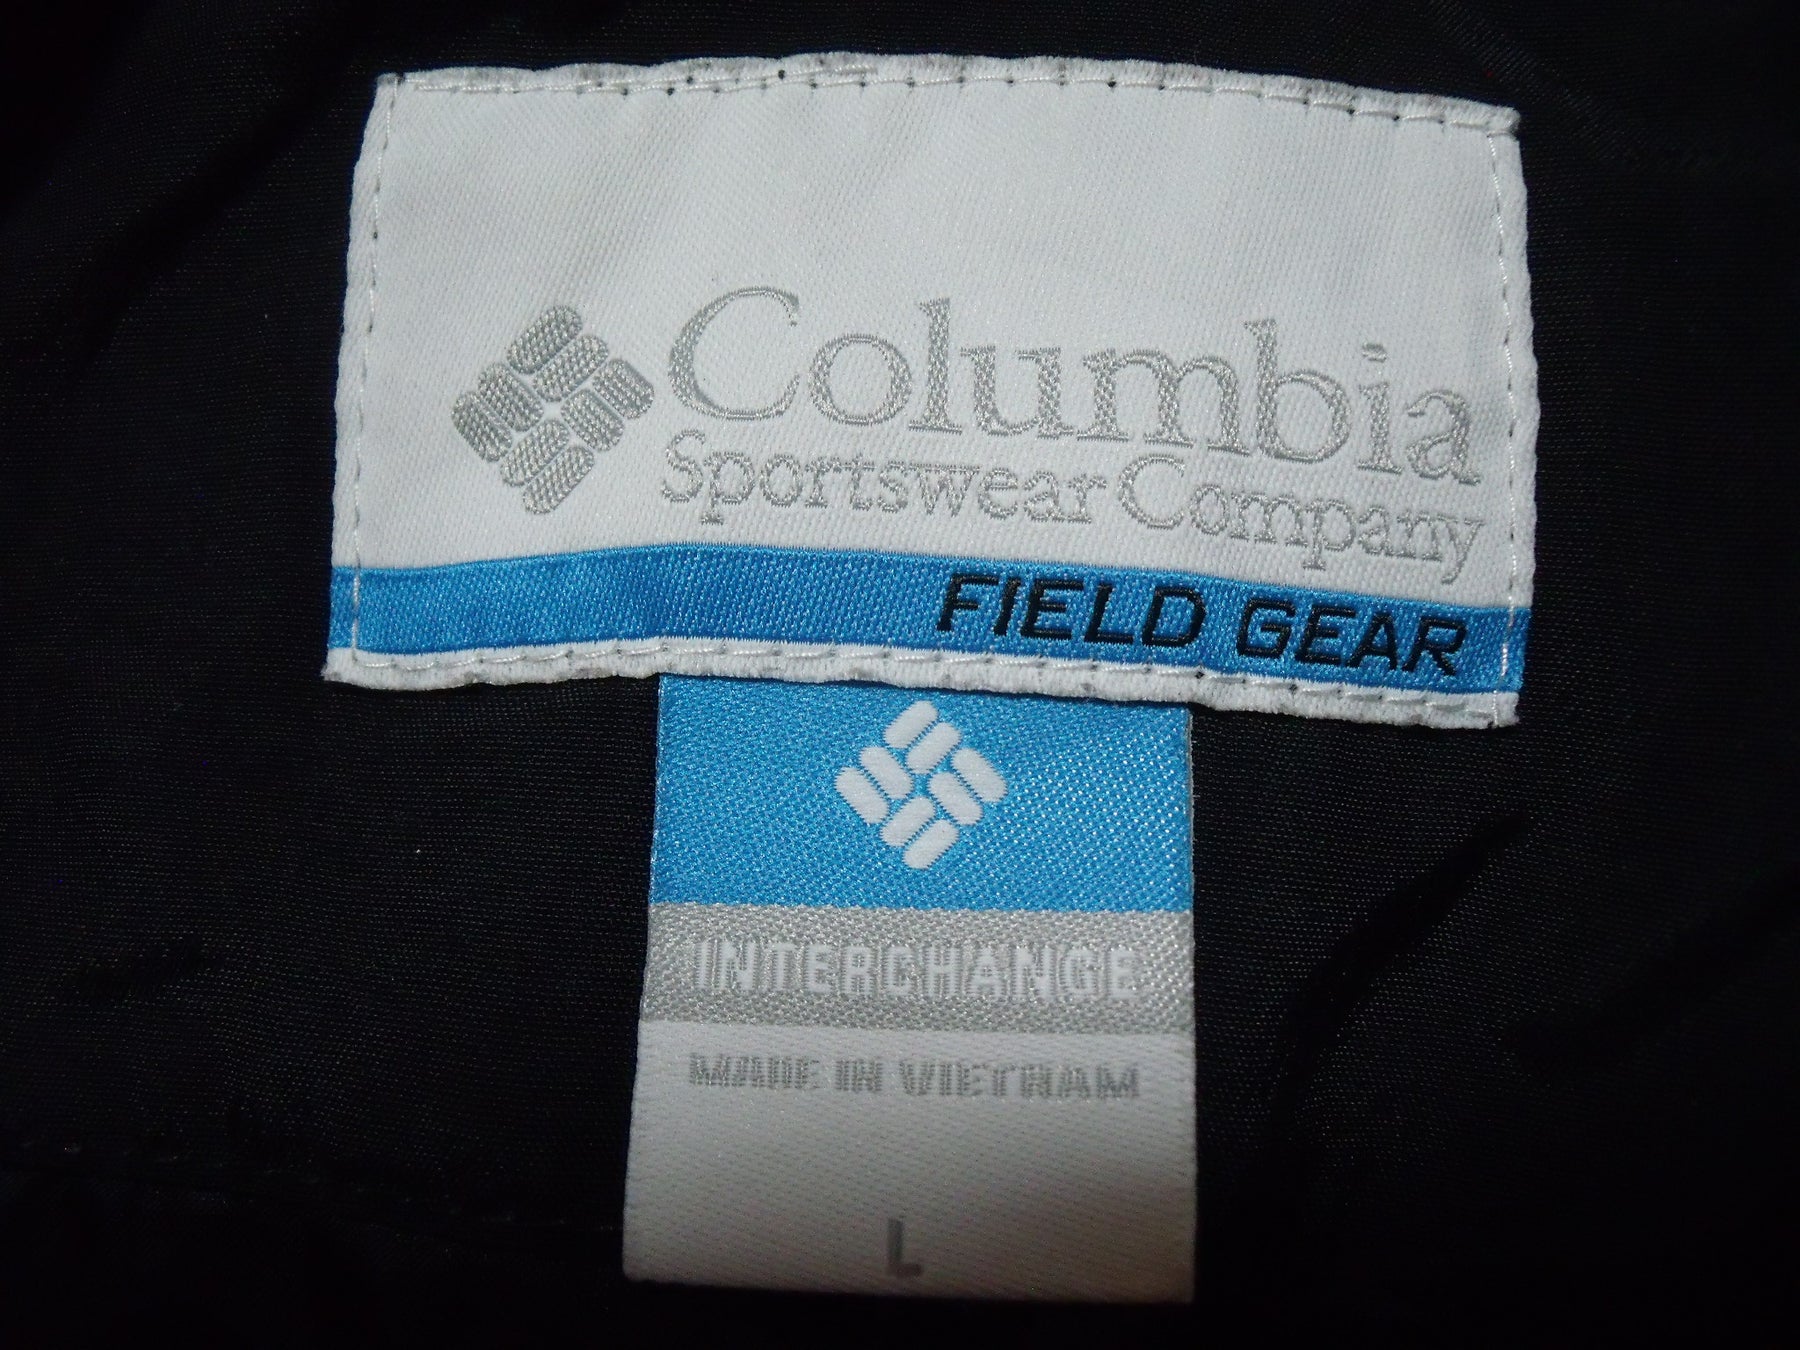 Columbia
Sportswear Company
FIELD GEAR
INTERCHANGE
MADE IN VIETNAM
L